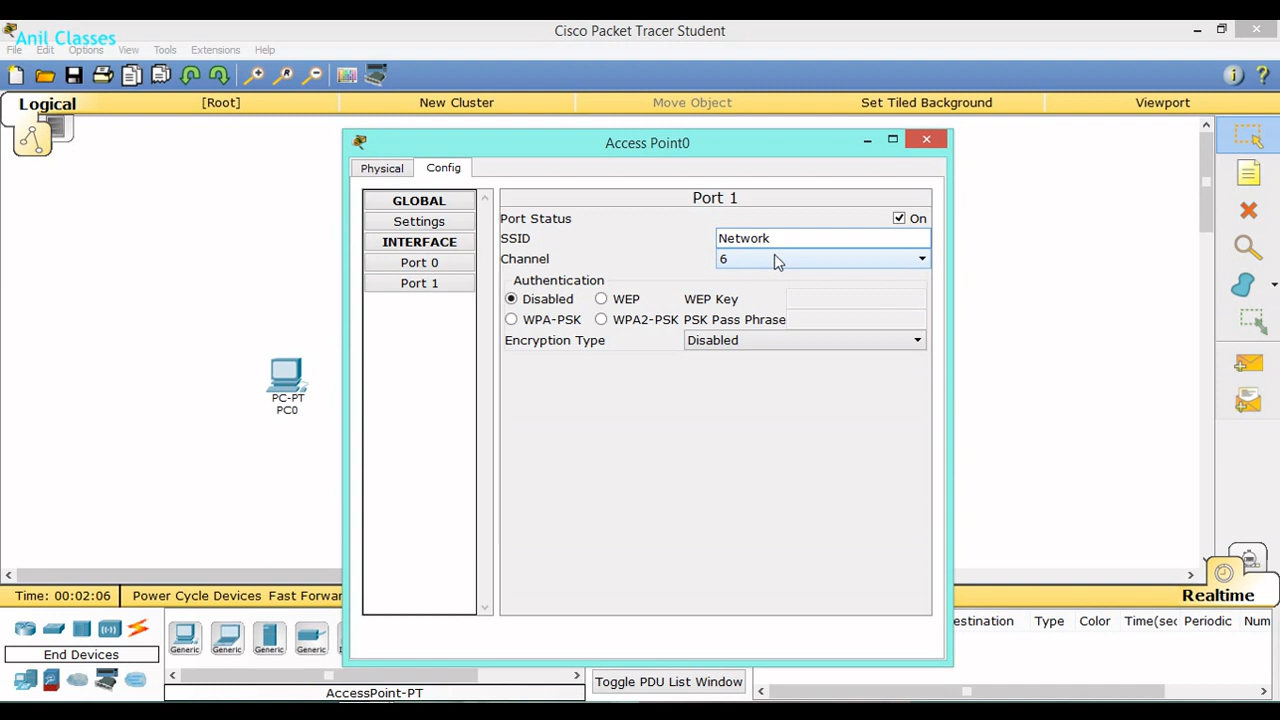 Cisco Packet Tracer Student
Anil Classes
File Edit Options View Tools Extensions Help
Logical [Root] New Cluster Move Object Set Tiled Background Viewport
Access Point0
Physical Config
GLOBAL
Settings
INTERFACE
Port 0
Port 1
Port 1
Port Status On
SSID Network
Channel 6
Authentication
Disabled WEP WEP Key
WPA-PSK WPA2-PSK PSK Pass Phrase
Encryption Type Disabled
PC-PT
PC0
Time: 00:02:06 Power Cycle Devices Fast Forwar
Realtime
End Devices
Generic Generic Generic Generic
AccessPoint-PT
Toggle PDU List Window
estination Type Color Time(sec Periodic Num